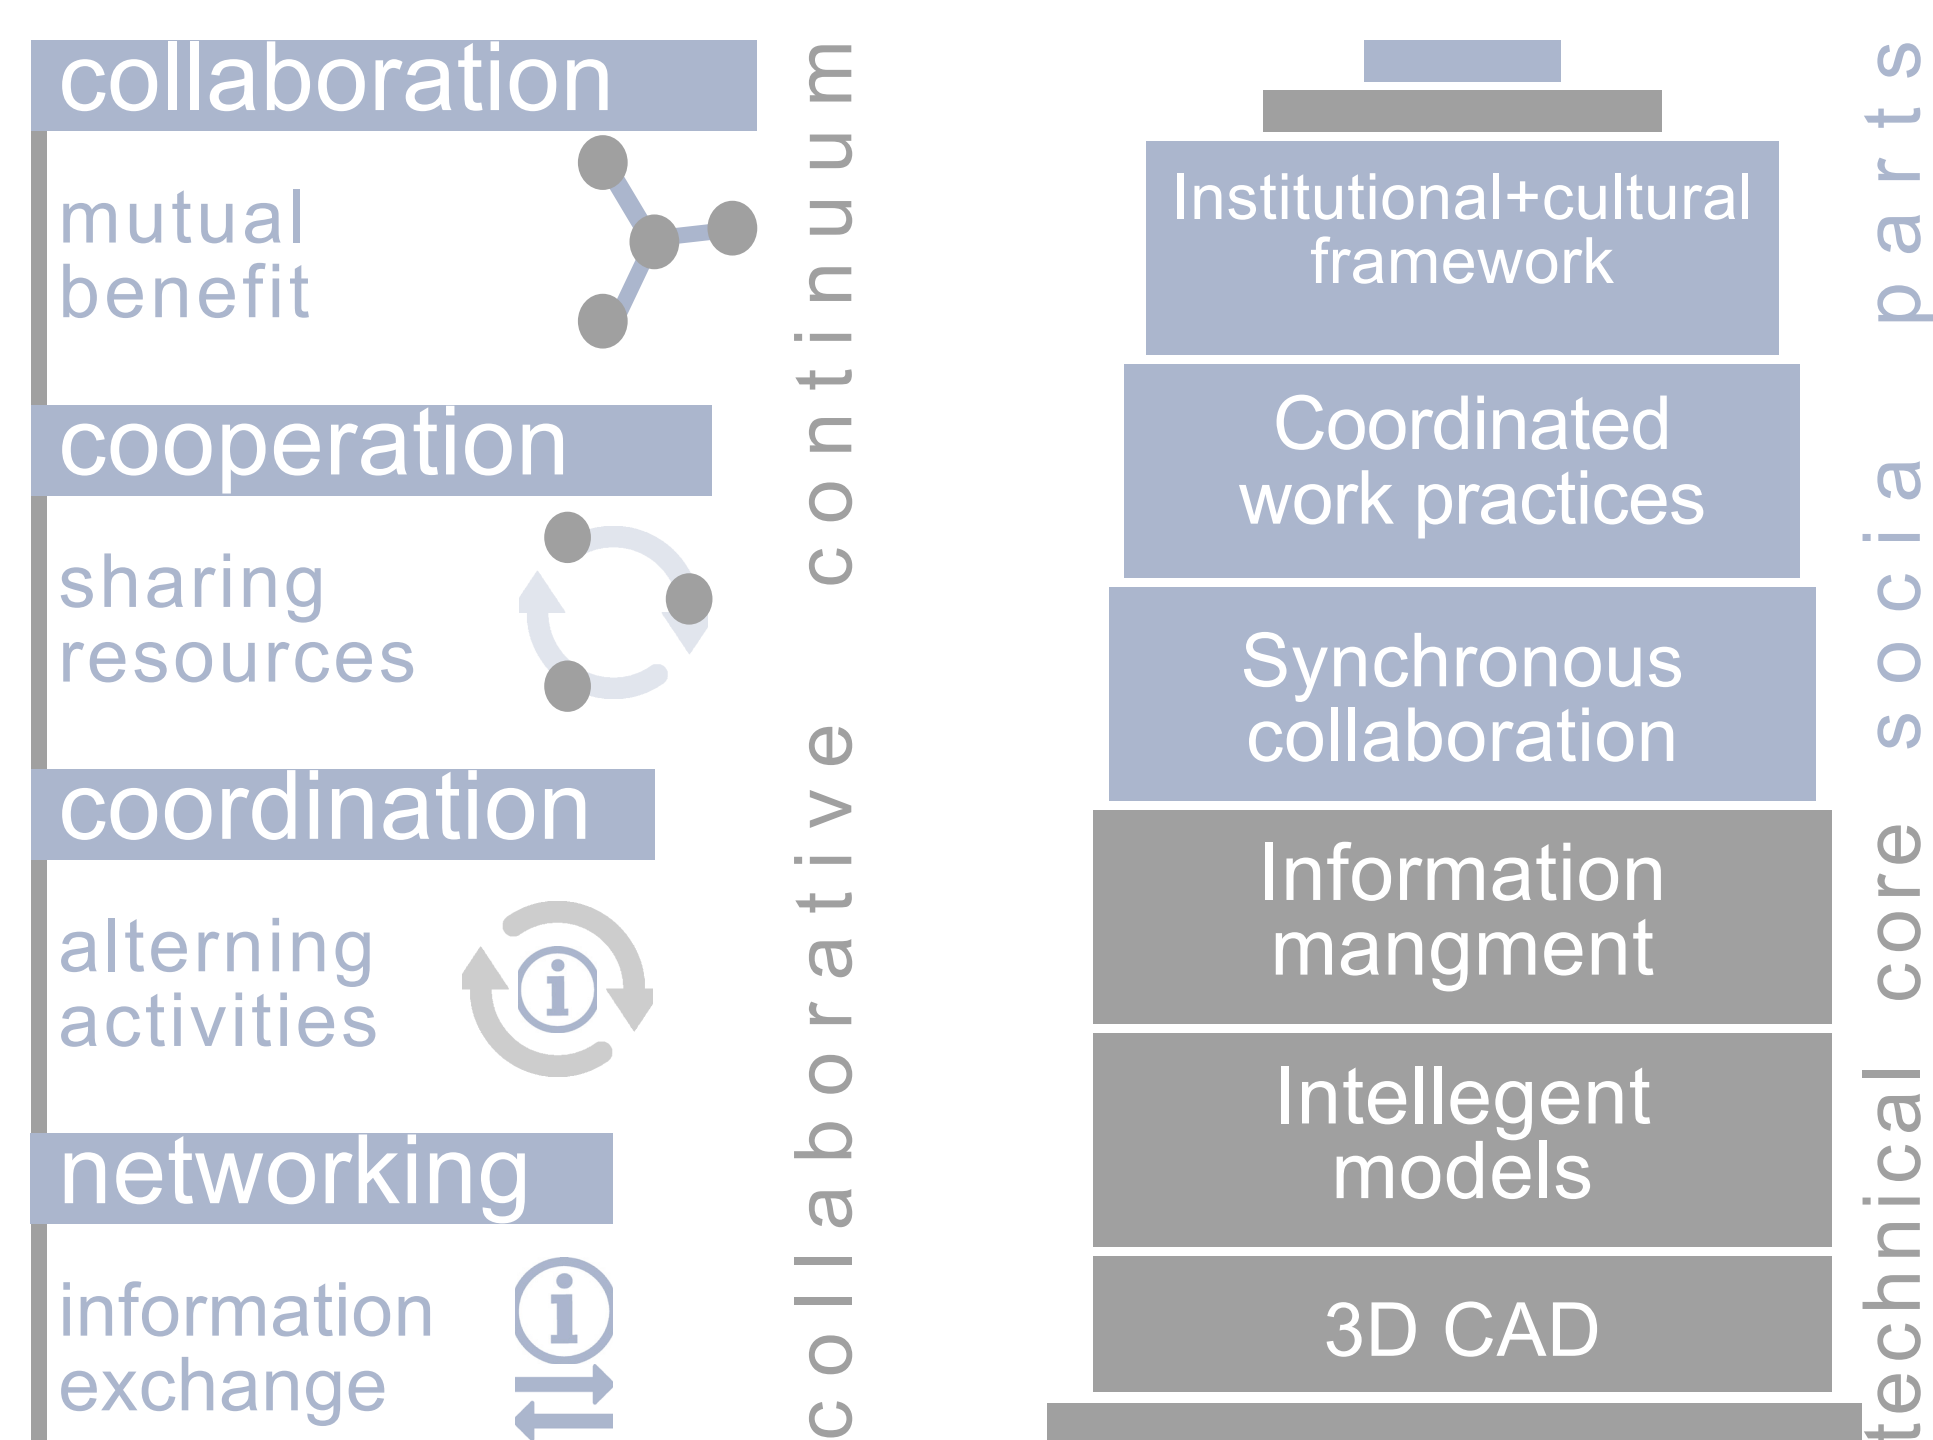 collaboration
mutual
benefit
cooperation
sharing
resources
coordination
alterning
activities
networking
information
exchange
collaborative continuum
Institutional+cultural
framework
Coordinated
work practices
Synchronous
collaboration
Information
mangment
Intellegent
models
3D CAD
technical core socia parts